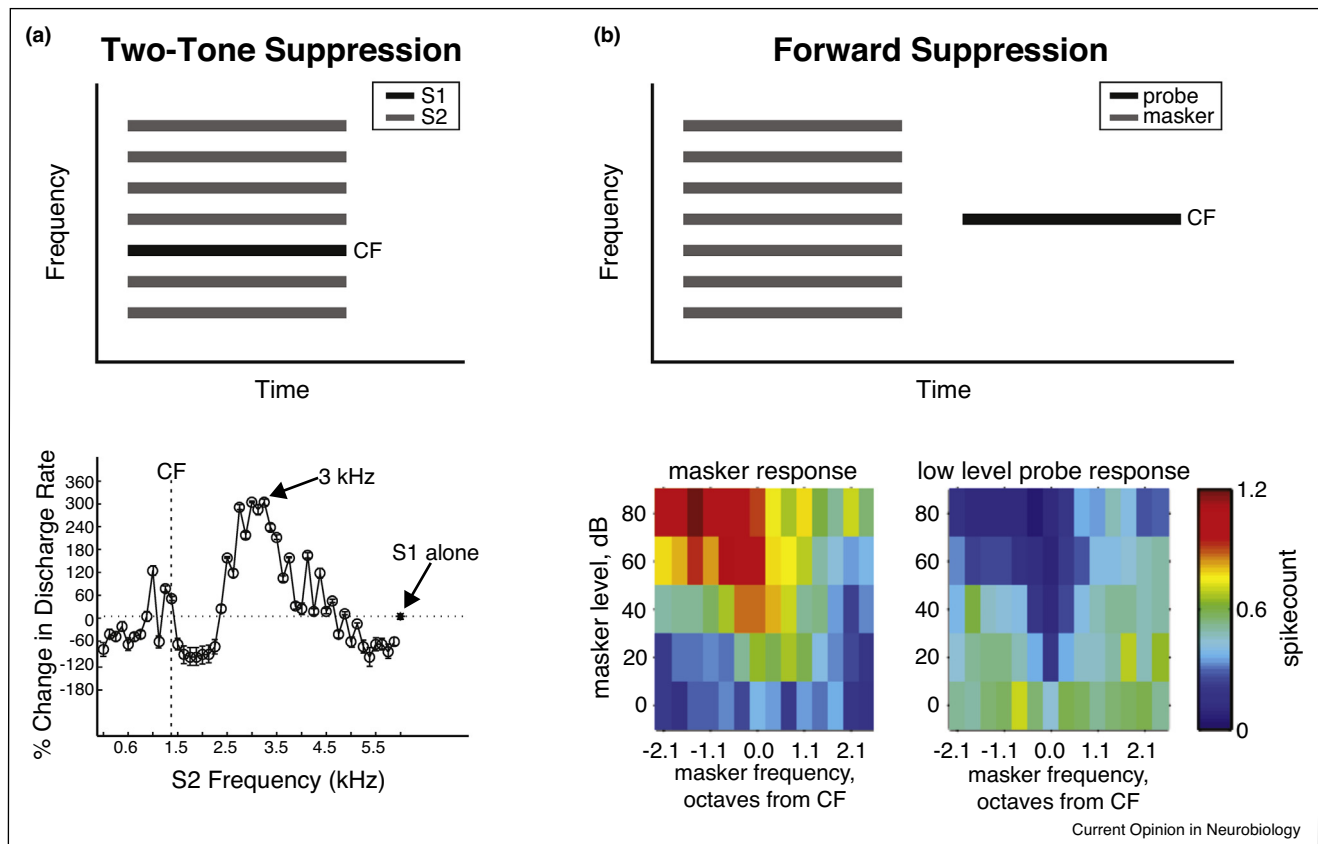 (a)
Two-Tone Suppression
S1
S2
Frequency
CF
Time
% Change in Discharge Rate
360
300
240
180
120
60
0
-60
-120
-180
CF
3 kHz
S1 alone
0.6
1.5
2.5
3.5
4.5
5.5
S2 Frequency (kHz)
(b)
Forward Suppression
probe
masker
Frequency
CF
Time
masker response
masker level, dB
80
60
40
20
0
-2.1 -1.1 0.0 1.1 2.1
masker frequency,
octaves from CF
low level probe response
80
60
40
20
0
-2.1 -1.1 0.0 1.1 2.1
masker frequency,
octaves from CF
1.2
0.6
0
spikecount
Current Opinion in Neurobiology